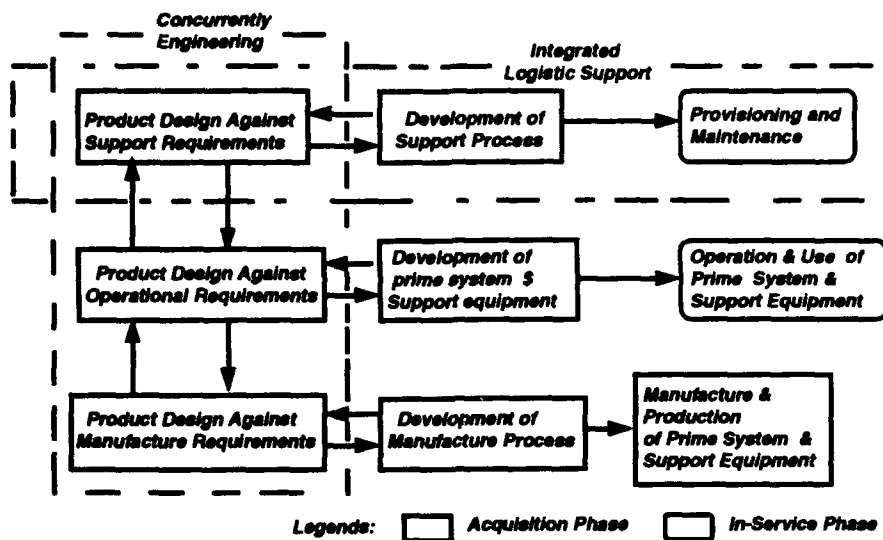 Concurrently
Engineering
Integrated
Logistic Support
Product Design Against
Support Requirements
Development of
Support Process
Provisioning and
Maintenance
Product Design Against
Operational Requirements
Development of
prime system $
Support equipment
Operation & Use of
Prime System &
Support Equipment
Product Design Against
Manufacture Requirements
Development of
Manufacture Process
Manufacture &
Production
of Prime System &
Support Equipment
Legends:
Acquisition Phase
In-Service Phase